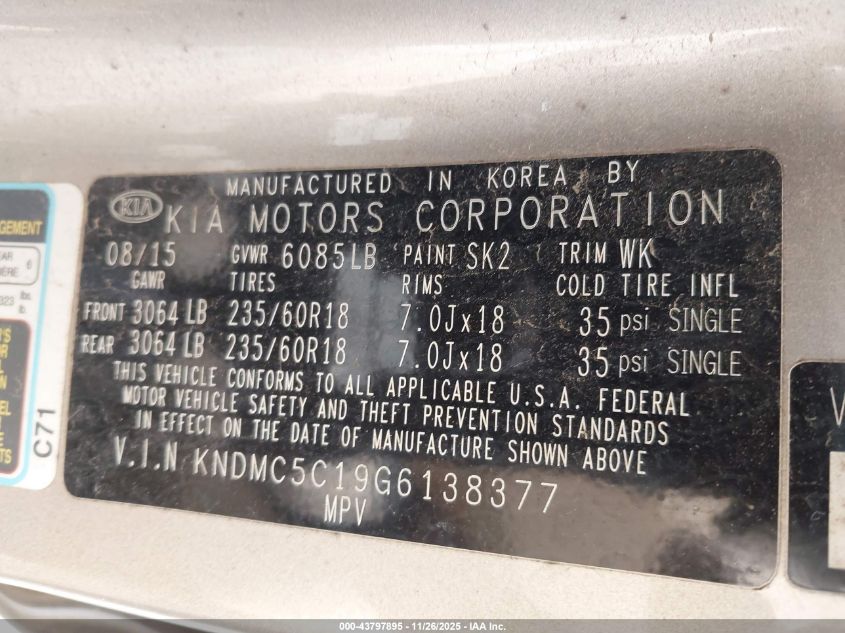 MANUFACTURED IN KOREA BY
KIA KIA MOTORS CORPORATION
08/15 GVWR 6085LB PAINT SK2 TRIM WK
GAWR TIRES RIMS COLD TIRE INFL
FRONT 3064 LB 235/60R18 7.0Jx18 35 psi SINGLE
REAR 3064 LB 235/60R18 7.0Jx18 35 psi SINGLE
THIS VEHICLE CONFORMS TO ALL APPLICABLE U.S.A. FEDERAL
MOTOR VEHICLE SAFETY AND THEFT PREVENTION STANDARDS
IN EFFECT ON THE DATE OF MANUFACTURE SHOWN ABOVE
V.I.N KNDMC5C19G6138377
MPV
C71
000-43797895 - 11/26/2025 - IAA Inc.